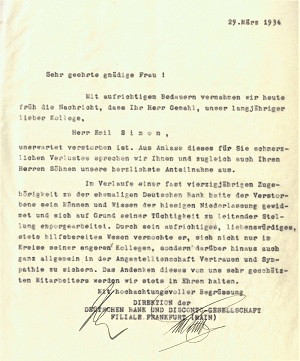 29.März 1934
Sehr geehrte gnädige Frau !
Mit aufrichtigem Bedauern vernahmen wir heute
früh die Nachricht, dass Ihr Herr Gemahl, unser langjähriger
lieber Kollege,
Herr Emil S i m o n ,
unerwartet verstorben ist. Aus Anlass dieses für Sie schmerz-
lichen Verlustes sprechen wir Ihnen und zugleich auch Ihren
Herren Söhnen unsere herzlichste Anteilnahme aus.
Im Verlaufe einer fast vierzigjährigen Zuge-
hörigkeit zu der ehemaligen Deutschen Bank hatte der Verstor-
bene sein Können und Wissen der hiesigen Niederlassung gewid-
met und sich auf Grund seiner Tüchtigkeit zu leitender Stel-
lung emporgearbeitet. Durch sein aufrichtiges, liebenswürdiges,
stets hilfsbereites Wesen vermochte er, sich nicht nur im
Kreise seiner engeren Kollegen, sondern darüber hinaus auch
ganz allgemein in der Angestelltenschaft Vertrauen und Sym-
pathie zu sichern. Das Andenken dieses von uns sehr geschätz-
ten Mitarbeiters werden wir stets in Ehren halten.
Mit hochachtungsvoller Begrüssung
DIREKTION der
DEUTSCHEN BANK UND DISCONTO-GESELLSCHAFT
FILIALE FRANKFURT (MAIN)